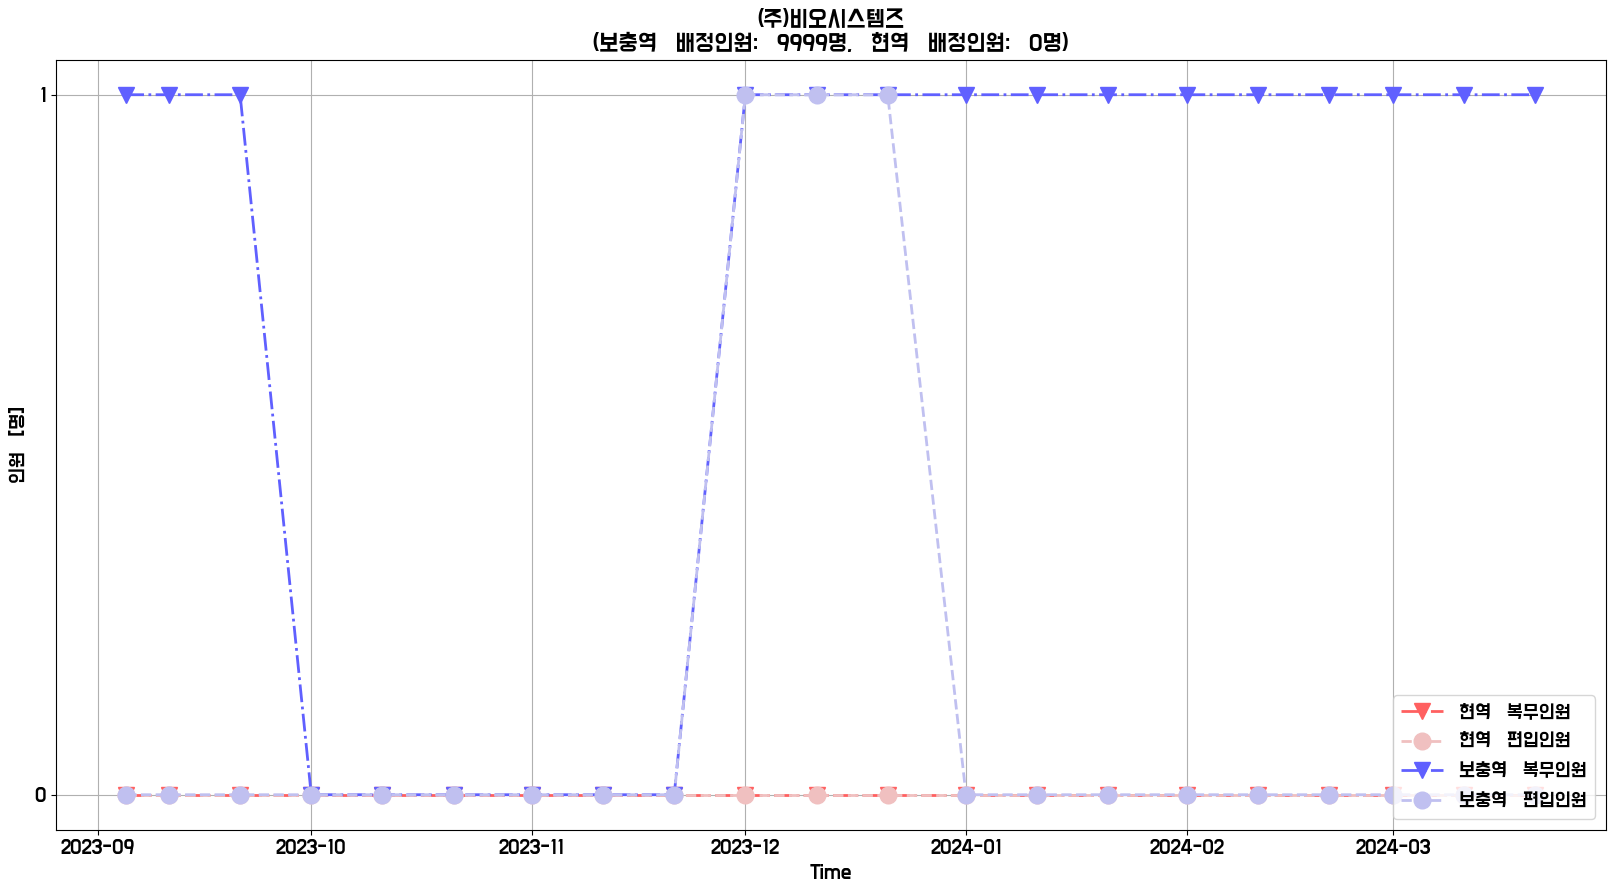 (주)비오시스템즈
(보충역 배정인원: 9999명, 현역 배정인원: 0명)
1
인원 [명]
0
현역 복무인원
현역 편입인원
보충역 복무인원
보충역 편입인원
2023-09 2023-10 2023-11 2023-12 2024-01 2024-02 2024-03
Time